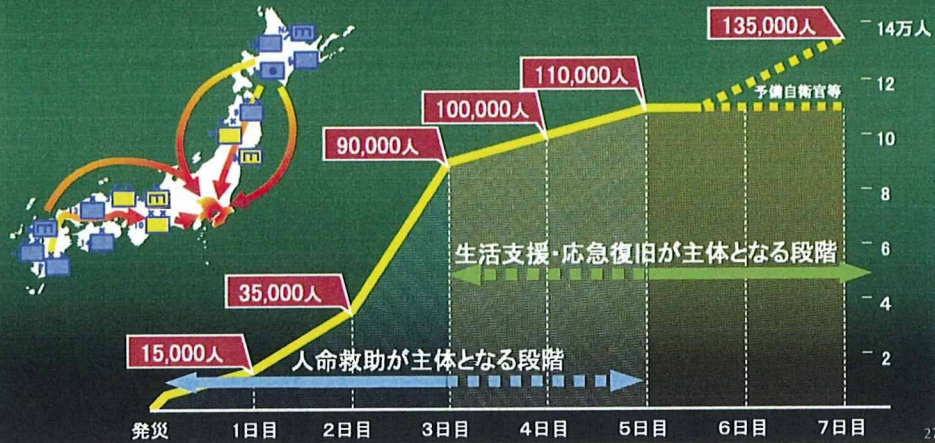 135,000人
14万人
110,000人
予備自衛官等
12
100,000人
90,000人
10
8
生活支援・応急復旧が主体となる段階
6
35,000人
4
15,000人
人命救助が主体となる段階
2
発災
1日目
2日目
3日目
4日目
5日目
6日目
7日目